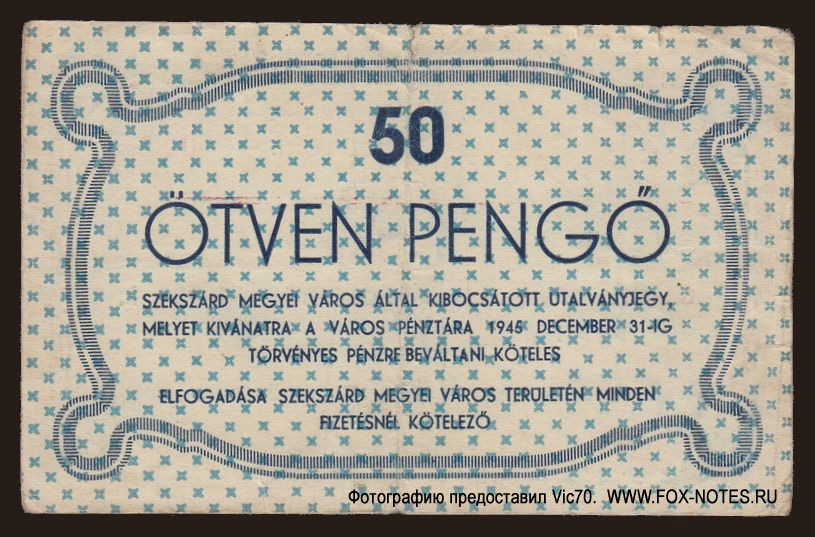 50
ÖTVEN PENGŐ
SZEKSZÁRD MEGYEI VÁROS ÁLTAL KIBOCSÁTOTT UTALVÁNYJEGY,
MELYET KIVÁNATRA A VÁROS PÉNZTÁRA 1945 DECEMBER 31-IG
TÖRVÉNYES PÉNZRE BEVÁLTANI KÖTELES
ELFOGADÁSA SZEKSZÁRD MEGYEI VÁROS TERÜLETÉN MINDEN
FIZETÉSNÉL KÖTELEZŐ
Фотографию предоставил Vic70. WWW.FOX-NOTES.RU